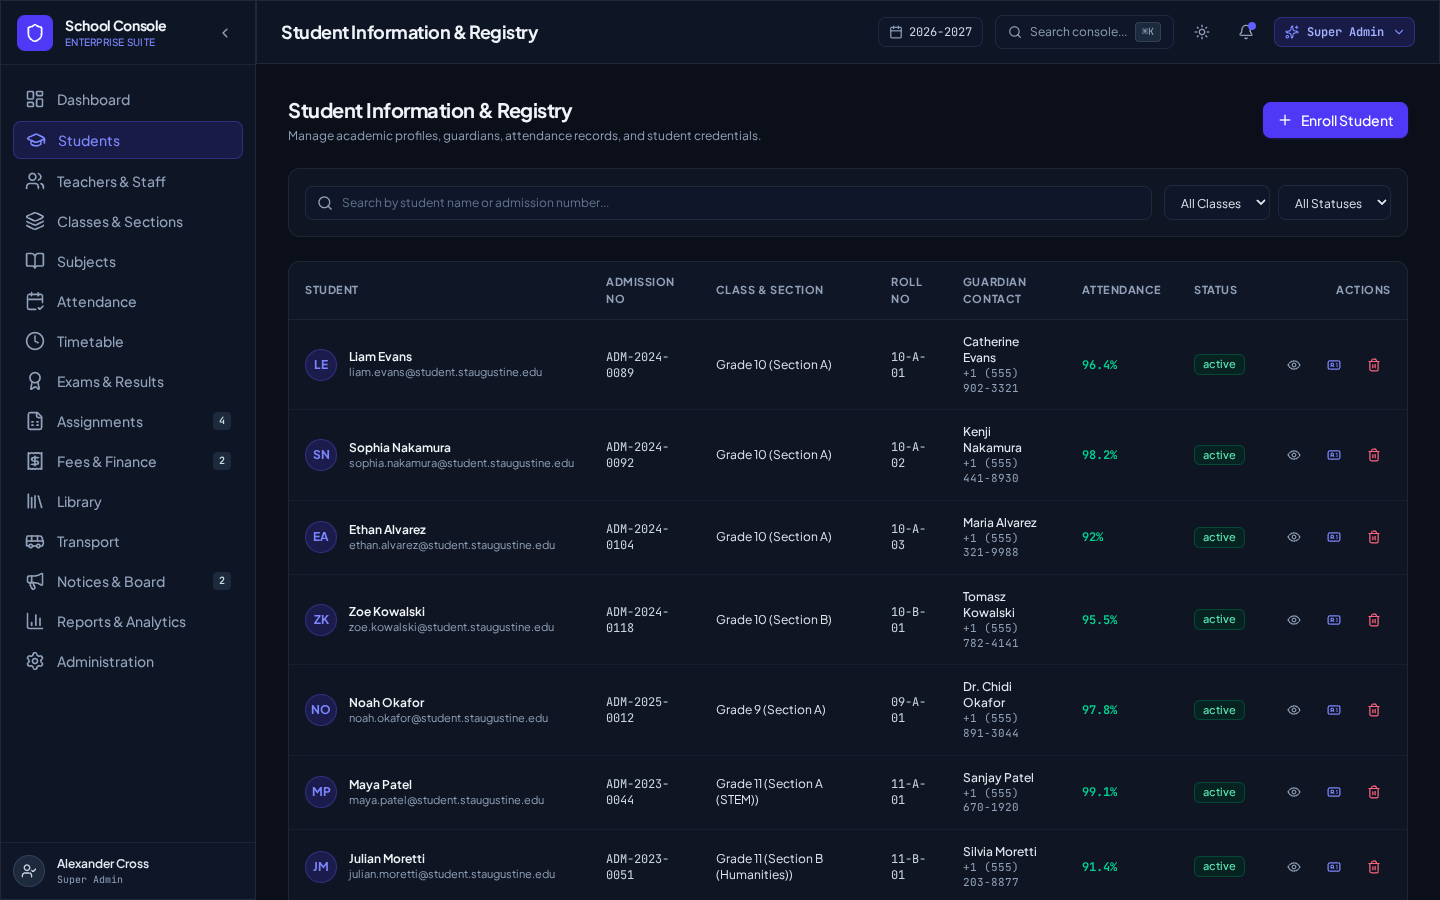 School Console
ENTERPRISE SUITE
Student Information & Registry
2026-2027
Search console...
⌘K
Super Admin
Dashboard
Students
Teachers & Staff
Classes & Sections
Subjects
Attendance
Timetable
Exams & Results
Assignments
4
Fees & Finance
2
Library
Transport
Notices & Board
2
Reports & Analytics
Administration
Alexander Cross
Super Admin
Student Information & Registry
Manage academic profiles, guardians, attendance records, and student credentials.
Enroll Student
Search by student name or admission number...
All Classes
All Statuses
STUDENT
ADMISSION
NO
CLASS & SECTION
ROLL
NO
GUARDIAN
CONTACT
ATTENDANCE
STATUS
ACTIONS
LE
Liam Evans
liam.evans@student.staugustine.edu
ADM-2024-
0089
Grade 10 (Section A)
10-A-
01
Catherine
Evans
+1 (555)
902-3321
96.4%
active
SN
Sophia Nakamura
sophia.nakamura@student.staugustine.edu
ADM-2024-
0092
Grade 10 (Section A)
10-A-
02
Kenji
Nakamura
+1 (555)
441-8930
98.2%
active
EA
Ethan Alvarez
ethan.alvarez@student.staugustine.edu
ADM-2024-
0104
Grade 10 (Section A)
10-A-
03
Maria Alvarez
+1 (555)
321-9988
92%
active
ZK
Zoe Kowalski
zoe.kowalski@student.staugustine.edu
ADM-2024-
0118
Grade 10 (Section B)
10-B-
01
Tomasz
Kowalski
+1 (555)
782-4141
95.5%
active
NO
Noah Okafor
noah.okafor@student.staugustine.edu
ADM-2025-
0012
Grade 9 (Section A)
09-A-
01
Dr. Chidi
Okafor
+1 (555)
891-3044
97.8%
active
MP
Maya Patel
maya.patel@student.staugustine.edu
ADM-2023-
0044
Grade 11 (Section A
(STEM))
11-A-
01
Sanjay Patel
+1 (555)
670-1920
99.1%
active
JM
Julian Moretti
julian.moretti@student.staugustine.edu
ADM-2023-
0051
Grade 11 (Section B
(Humanities))
11-B-
01
Silvia Moretti
+1 (555)
203-8877
91.4%
active